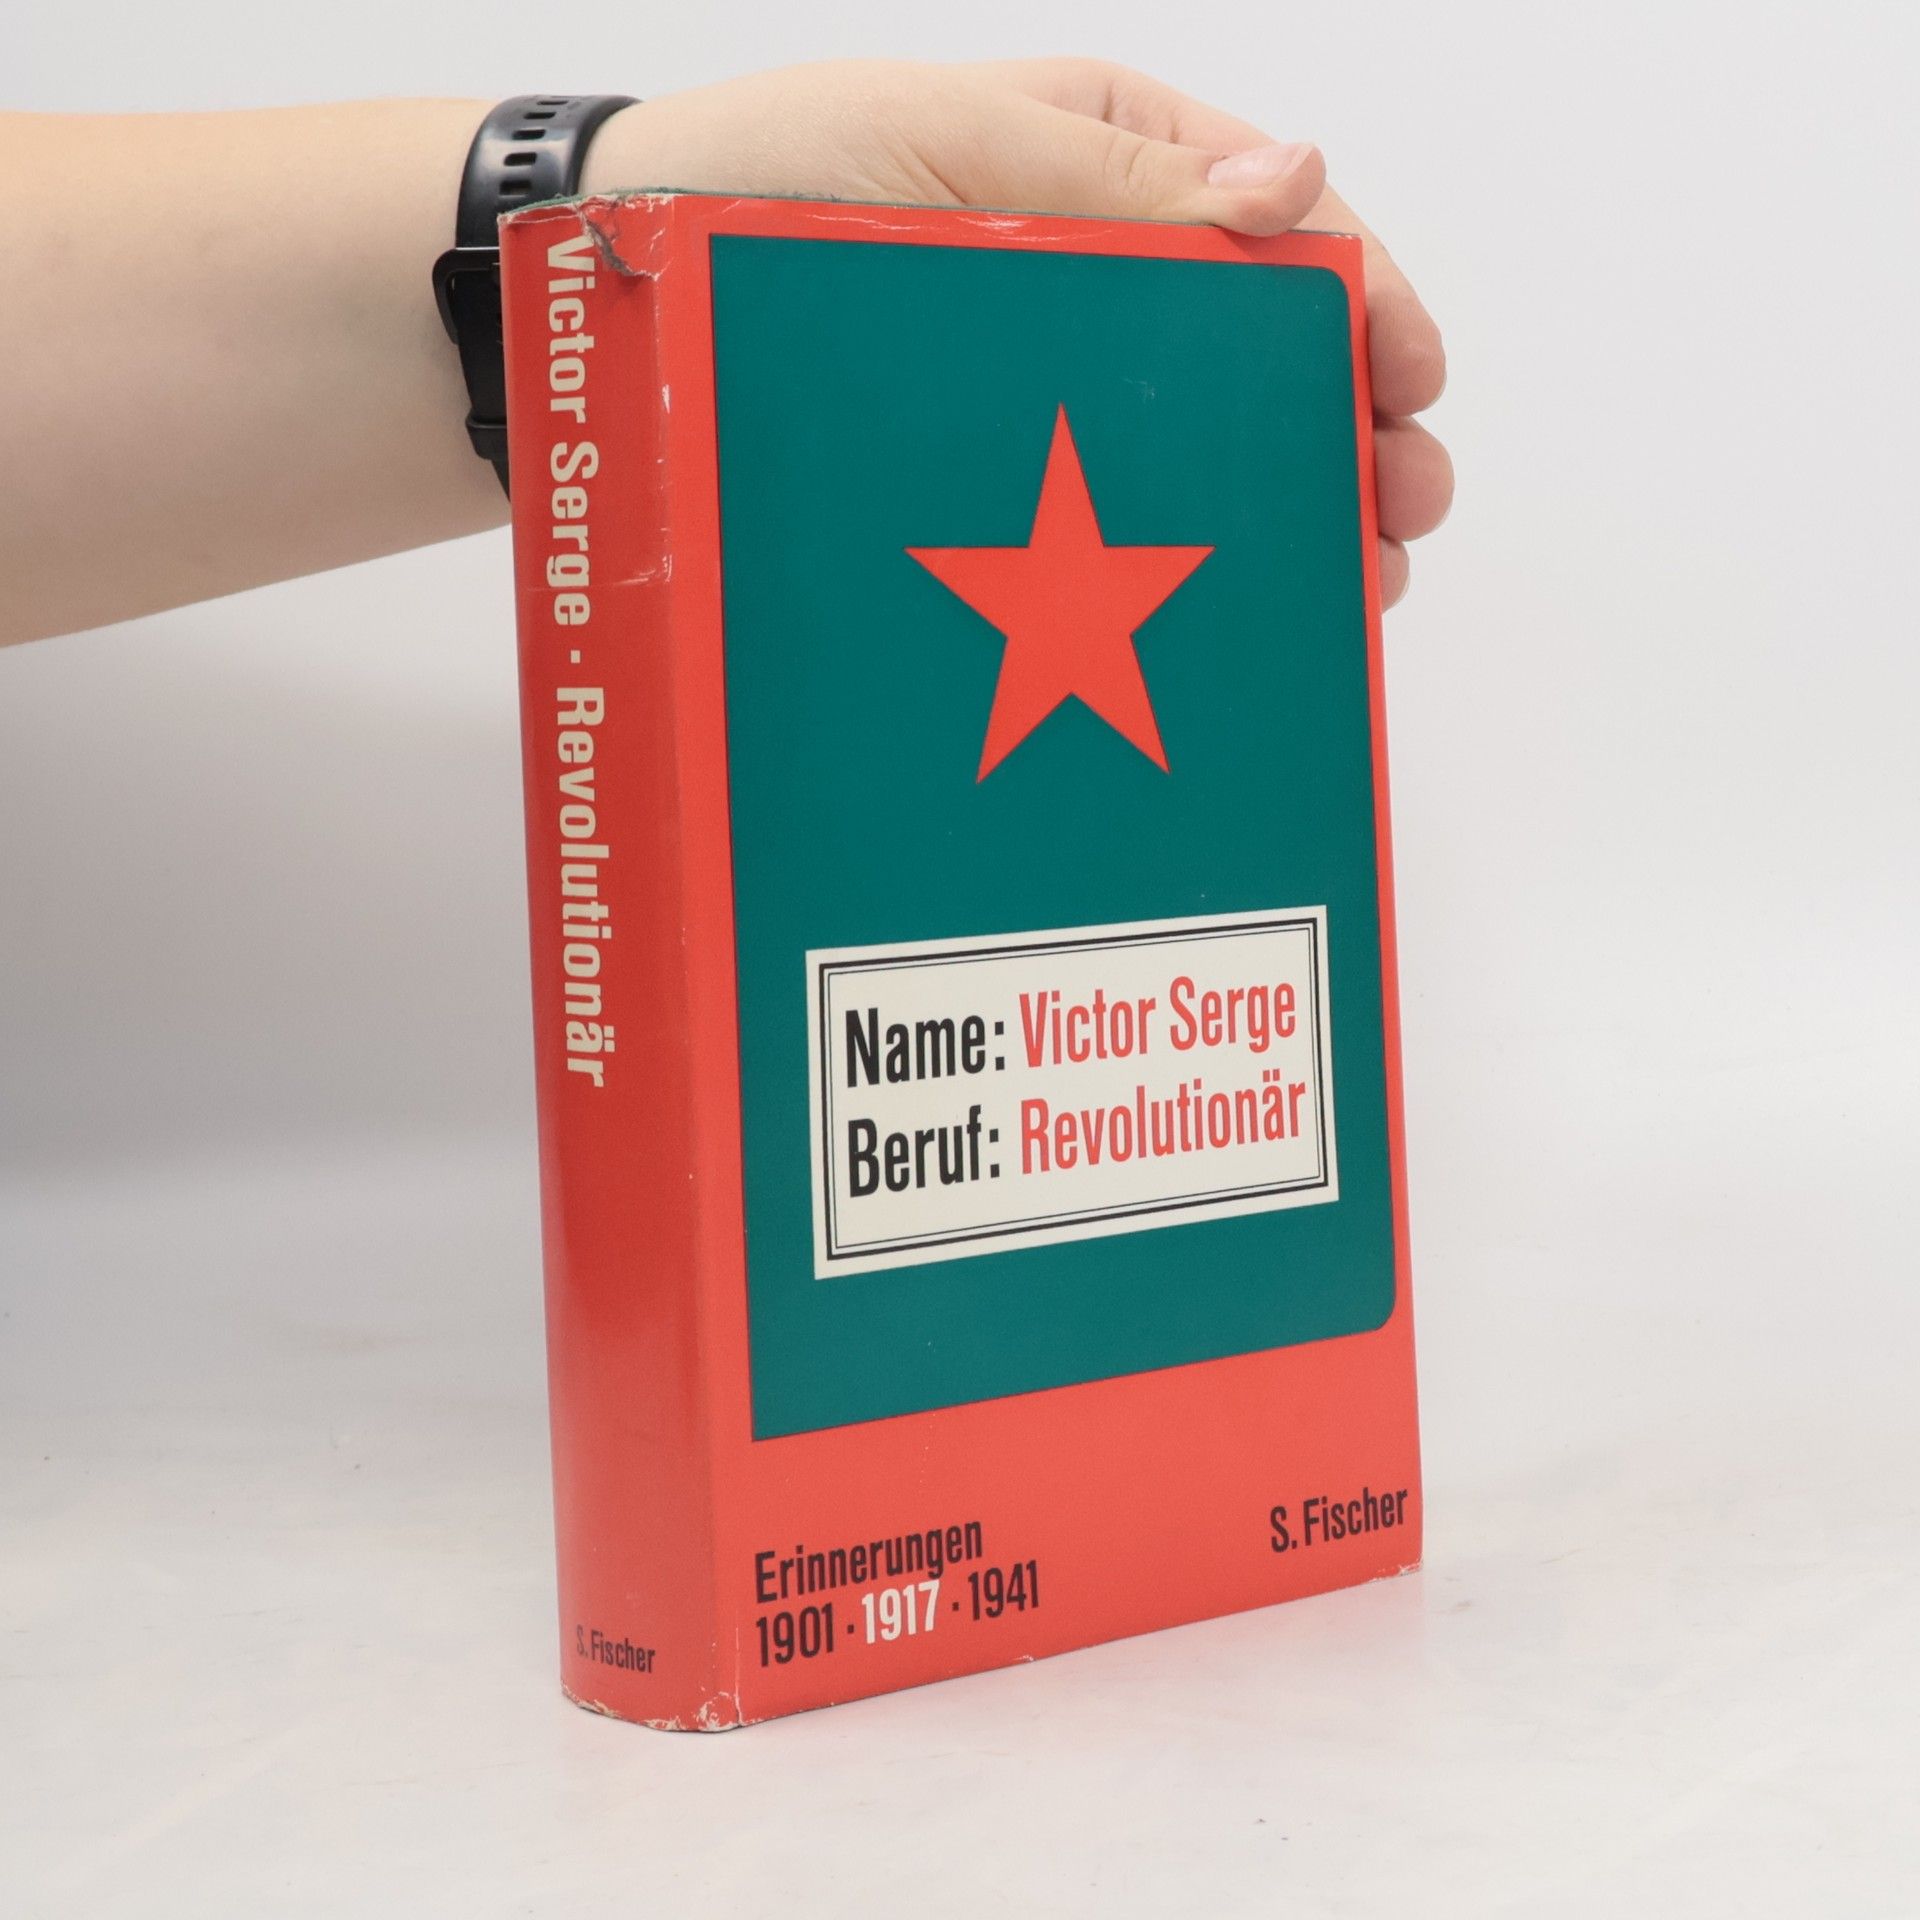 Victor Serge · Revolutionär
S. Fischer
Name: Victor Serge
Beruf: Revolutionär
Erinnerungen
1901 · 1917 · 1941
S. Fischer